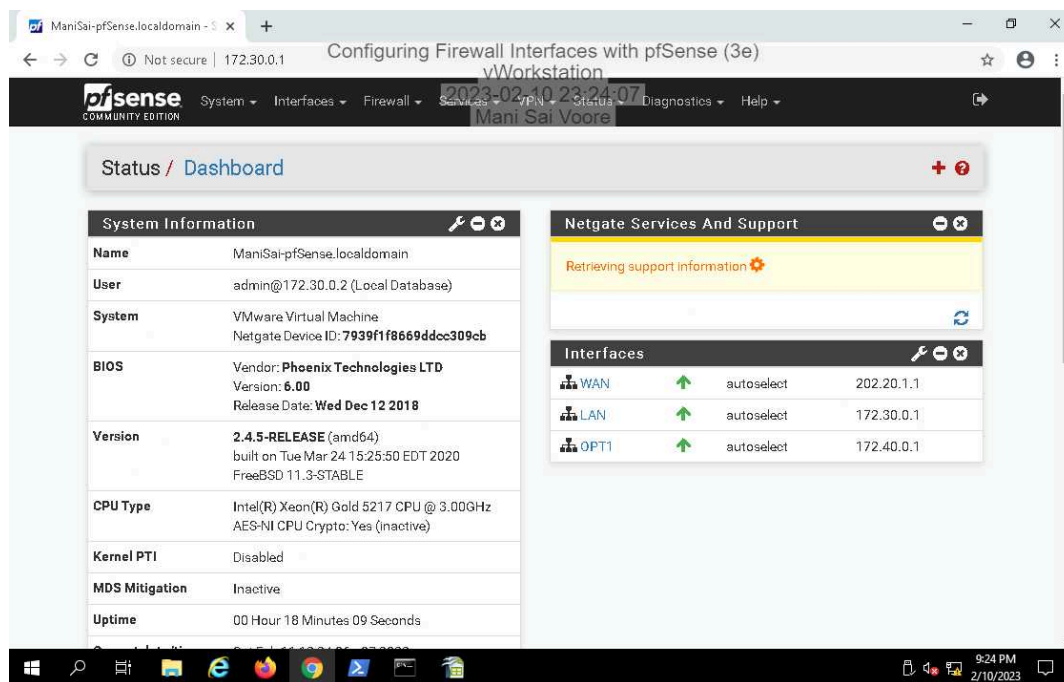 ManiSai-pfSense.localdomain - S
Not secure | 172.30.0.1
Configuring Firewall Interfaces with pfSense (3e)
vWorkstation
2023-02-10 23:24:07
Mani Sai Voore
pfsense
COMMUNITY EDITION
System Interfaces Firewall Services VPN Status Diagnostics Help
Status / Dashboard
System Information
Name ManiSai-pfSense.localdomain
User admin@172.30.0.2 (Local Database)
System VMware Virtual Machine
Netgate Device ID: 7939f1f8669ddcc309cb
BIOS Vendor: Phoenix Technologies LTD
Version: 6.00
Release Date: Wed Dec 12 2018
Version 2.4.5-RELEASE (amd64)
built on Tue Mar 24 15:25:50 EDT 2020
FreeBSD 11.3-STABLE
CPU Type Intel(R) Xeon(R) Gold 5217 CPU @ 3.00GHz
AES-NI CPU Crypto: Yes (inactive)
Kernel PTI Disabled
MDS Mitigation Inactive
Uptime 00 Hour 18 Minutes 09 Seconds
Netgate Services And Support
Retrieving support information
Interfaces
WAN autoselect 202.20.1.1
LAN autoselect 172.30.0.1
OPT1 autoselect 172.40.0.1
9:24 PM
2/10/2023